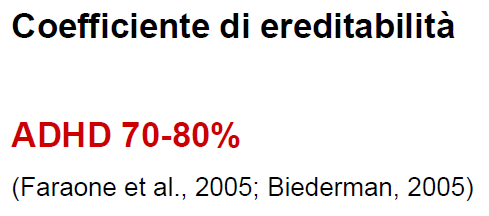 Coefficiente di ereditabilità
ADHD 70-80%
(Faraone et al., 2005; Biederman, 2005)